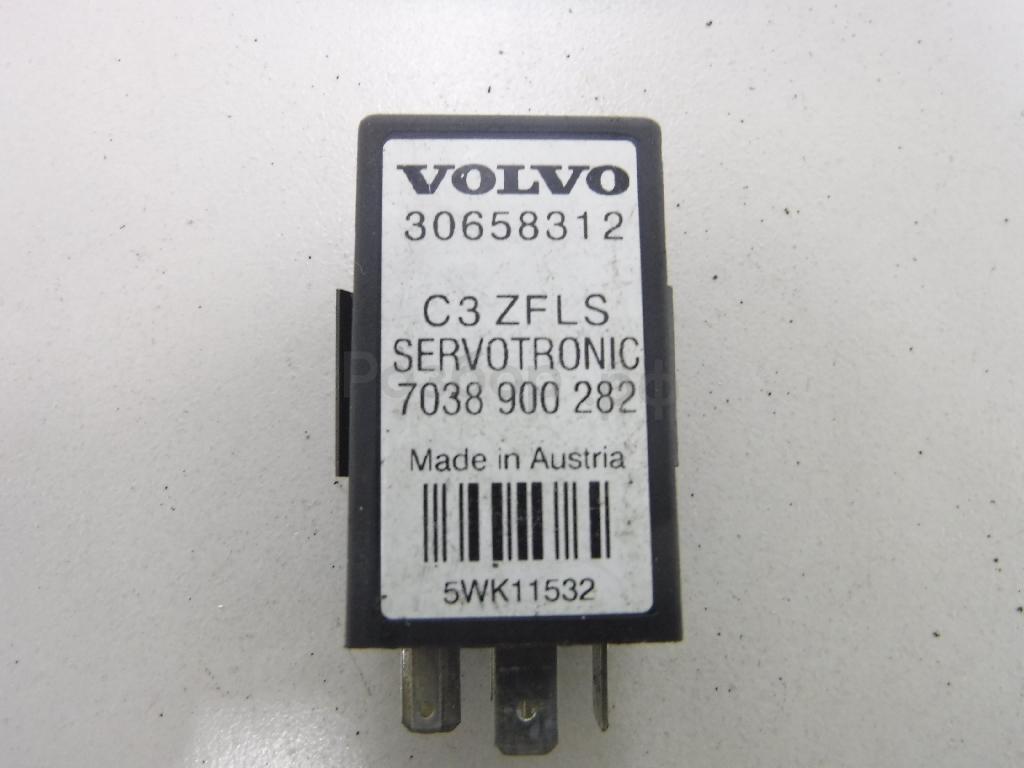 VOLVO
30658312
C3 ZFLS
SERVOTRONIC
7038 900 282
Made in Austria
5WK11532